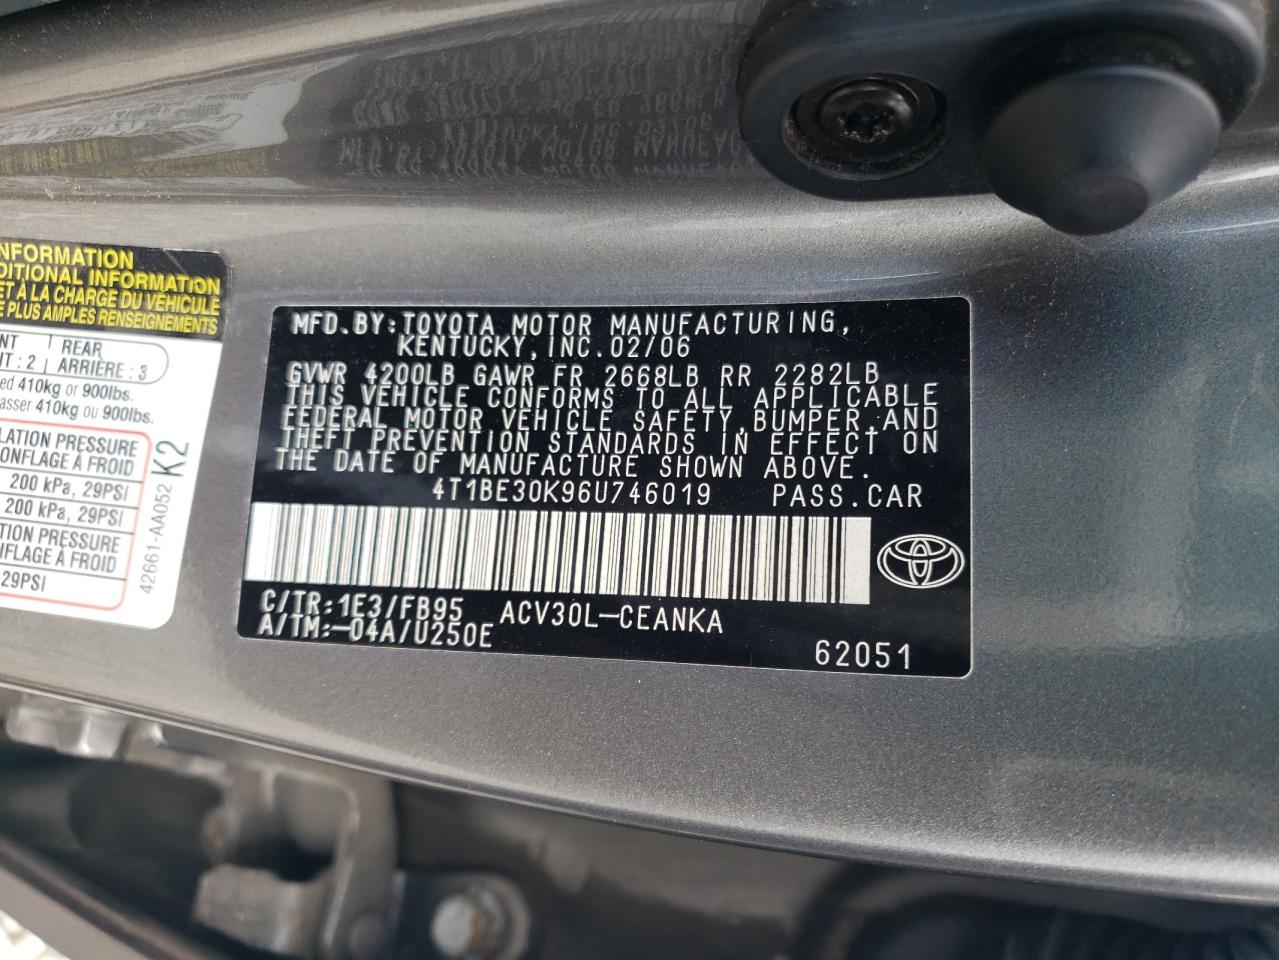 NFORMATION
DITIONAL INFORMATION
ET À LA CHARGE DU VÉHICULE
E PLUS AMPLES RENSEIGNEMENTS
NT
IT : 2
REAR
ARRIÈRE : 3
ed 410kg or 900lbs.
asser 410kg ou 900lbs.
LATION PRESSURE
ONFLAGE À FROID
200 kPa, 29PSI
200 kPa, 29PSI
TION PRESSURE
NFLAGE À FROID
29PSI
42661-AA052 K2
MFD.BY:TOYOTA MOTOR MANUFACTURING,
KENTUCKY, INC. 02/06
GVWR 4200LB GAWR FR 2668LB RR 2282LB
THIS VEHICLE CONFORMS TO ALL APPLICABLE
FEDERAL MOTOR VEHICLE SAFETY,BUMPER,AND
THEFT PREVENTION STANDARDS IN EFFECT ON
THE DATE OF MANUFACTURE SHOWN ABOVE.
4T1BE30K96U746019 PASS.CAR
C/TR:1E3/FB95 ACV30L-CEANKA
A/TM:-04A/U250E
62051